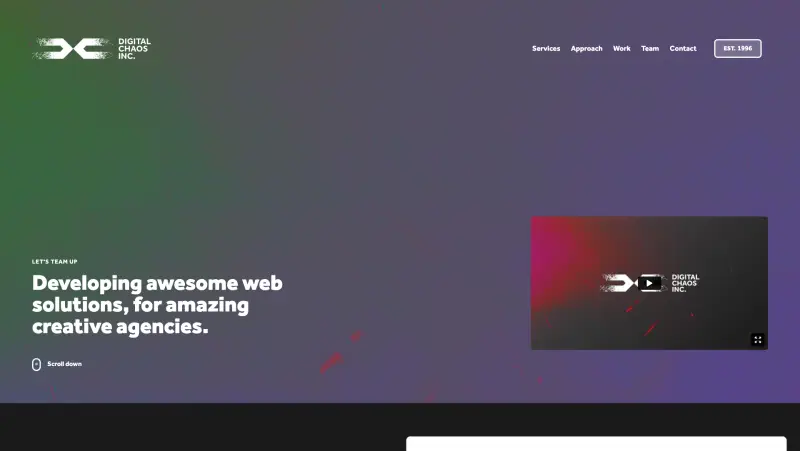 DIGITAL
CHAOS
INC.
Services
Approach
Work
Team
Contact
EST. 1996
LET'S TEAM UP
Developing awesome web
solutions, for amazing
creative agencies.
DIGITAL
CHAOS
INC.
Scroll down